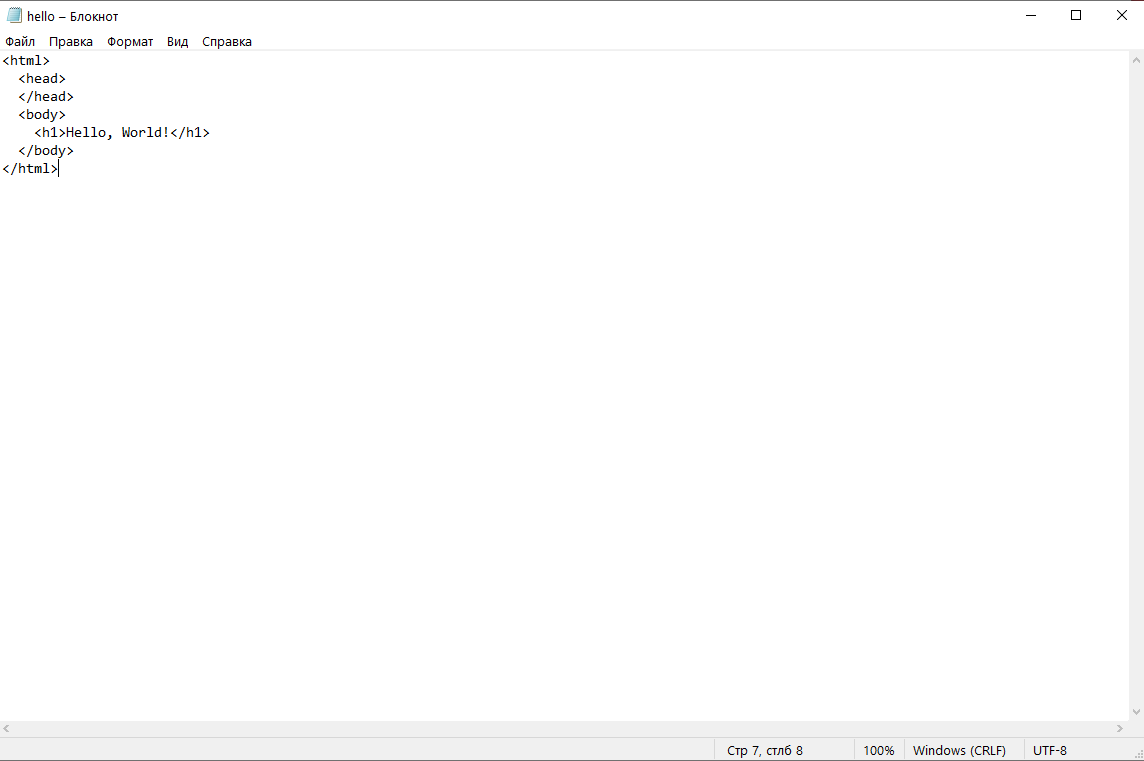 hello – Блокнот
Файл Правка Формат Вид Справка
<html>
  <head>
  </head>
  <body>
    <h1>Hello, World!</h1>
  </body>
</html>
Стр 7, стлб 8 100% Windows (CRLF) UTF-8